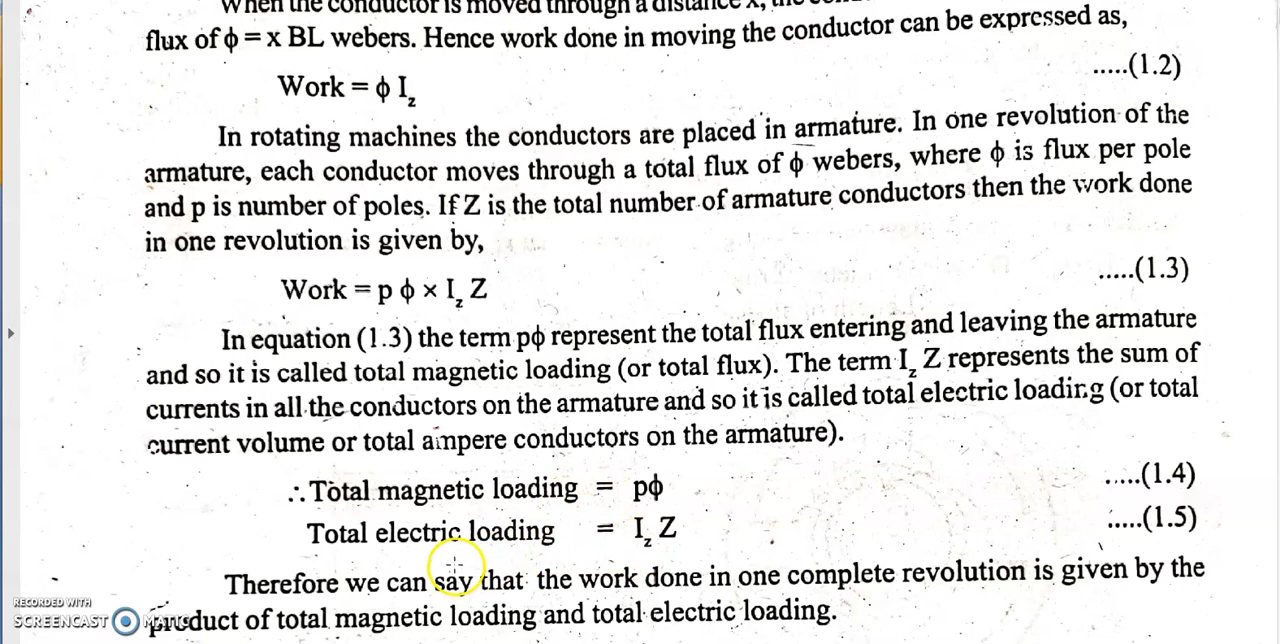 When the conductor is moved through a distance x, the
flux of ϕ = x BL webers. Hence work done in moving the conductor can be expressed as,
Work = ϕ I_z .....(1.2)
In rotating machines the conductors are placed in armature. In one revolution of the
armature, each conductor moves through a total flux of ϕ webers, where ϕ is flux per pole
and p is number of poles. If Z is the total number of armature conductors then the work done
in one revolution is given by,
Work = p ϕ × I_z Z .....(1.3)
In equation (1.3) the term pϕ represent the total flux entering and leaving the armature
and so it is called total magnetic loading (or total flux). The term I_z Z represents the sum of
currents in all the conductors on the armature and so it is called total electric loading (or total
current volume or total ampere conductors on the armature).
∴ Total magnetic loading = pϕ .....(1.4)
Total electric loading = I_z Z .....(1.5)
Therefore we can say that the work done in one complete revolution is given by the
product of total magnetic loading and total electric loading.
RECORDED WITH
SCREENCAST MATIC